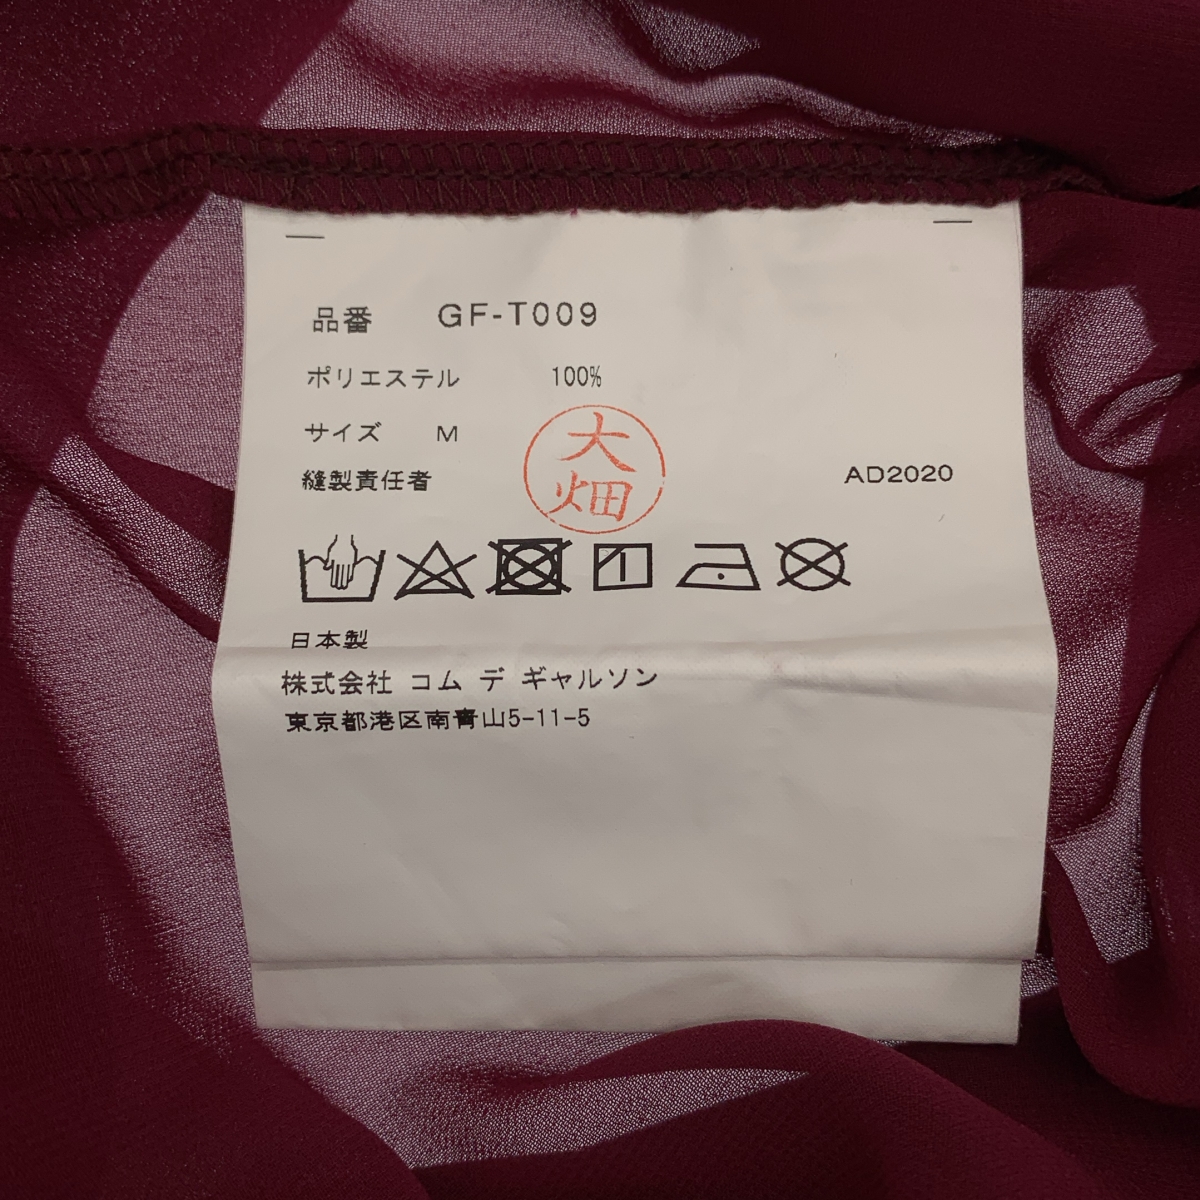 品番 GF-T009
ポリエステル 100%
サイズ M
縫製責任者 大畑 AD2020
日本製
株式会社 コム デ ギャルソン
東京都港区南青山5-11-5